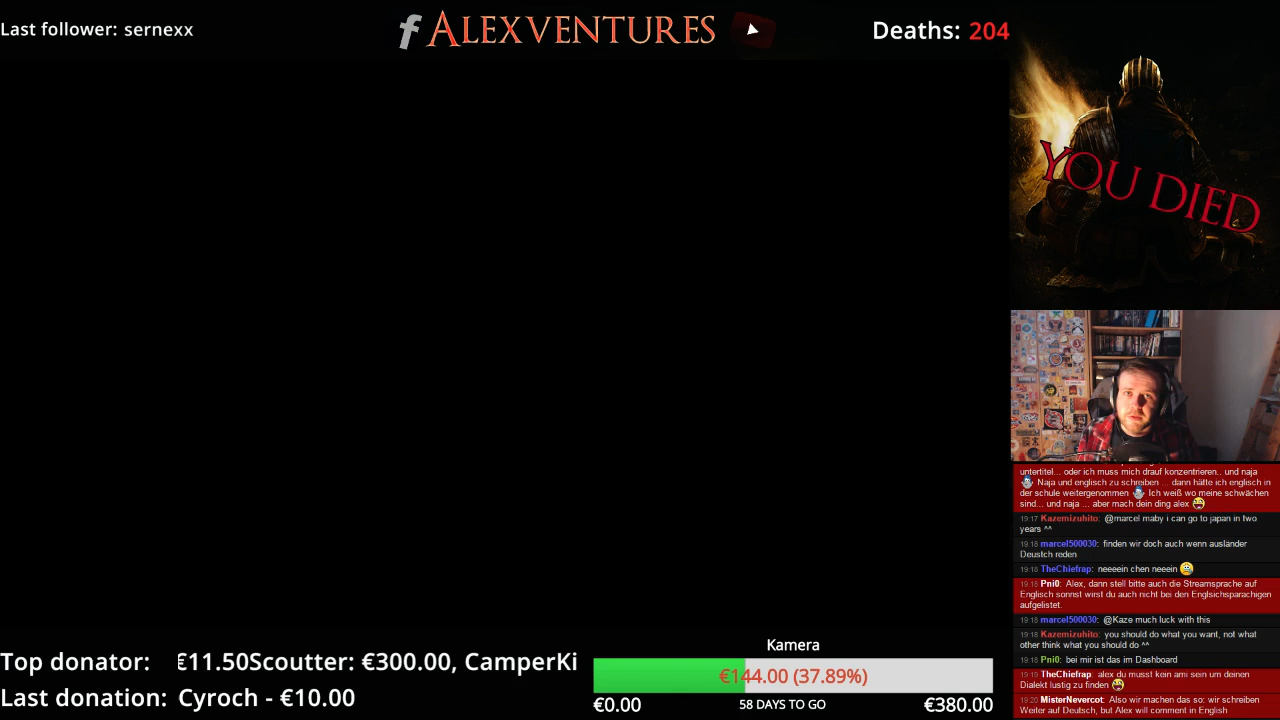 Last follower: sernexx
ALEXVENTURES
Deaths: 204
YOU DIED
untertitel... oder ich muss mich drauf konzentrieren.. und naja
Naja und englisch zu schreiben ... dann hätte ich englisch in
der schule weitergenommen Ich weiß wo meine schwächen
sind... und naja ... aber mach dein ding alex
19:17 Kazemizuhito: @marcel maby i can go to japan in two
years ^^
19:18 marcel500030: finden wir doch auch wenn ausländer
Deustch reden
19:18 TheChiefrap: neeeein chen neeein
19:18 Pni0: Alex, dann stell bitte auch die Streamsprache auf
Englisch sonnst wirst du auch nicht bei den Englsichsparachigen
aufgelistet.
19:18 marcel500030: @Kaze much luck with this
19:18 Kazemizuhito: you should do what you want, not what
other think what you should do ^^
19:18 Pni0: bei mir ist das im Dashboard
19:19 TheChiefrap: alex du musst kein ami sein um deinen
Dialekt lustig zu finden
19:20 MisterNevercot: Also wir machen das so: wir schreiben
Weiter auf Deutsch, but Alex will comment in English
Kamera
€144.00 (37.89%)
€0.00 58 DAYS TO GO €380.00
Top donator: €11.50Scoutter: €300.00, CamperKi
Last donation: Cyroch - €10.00